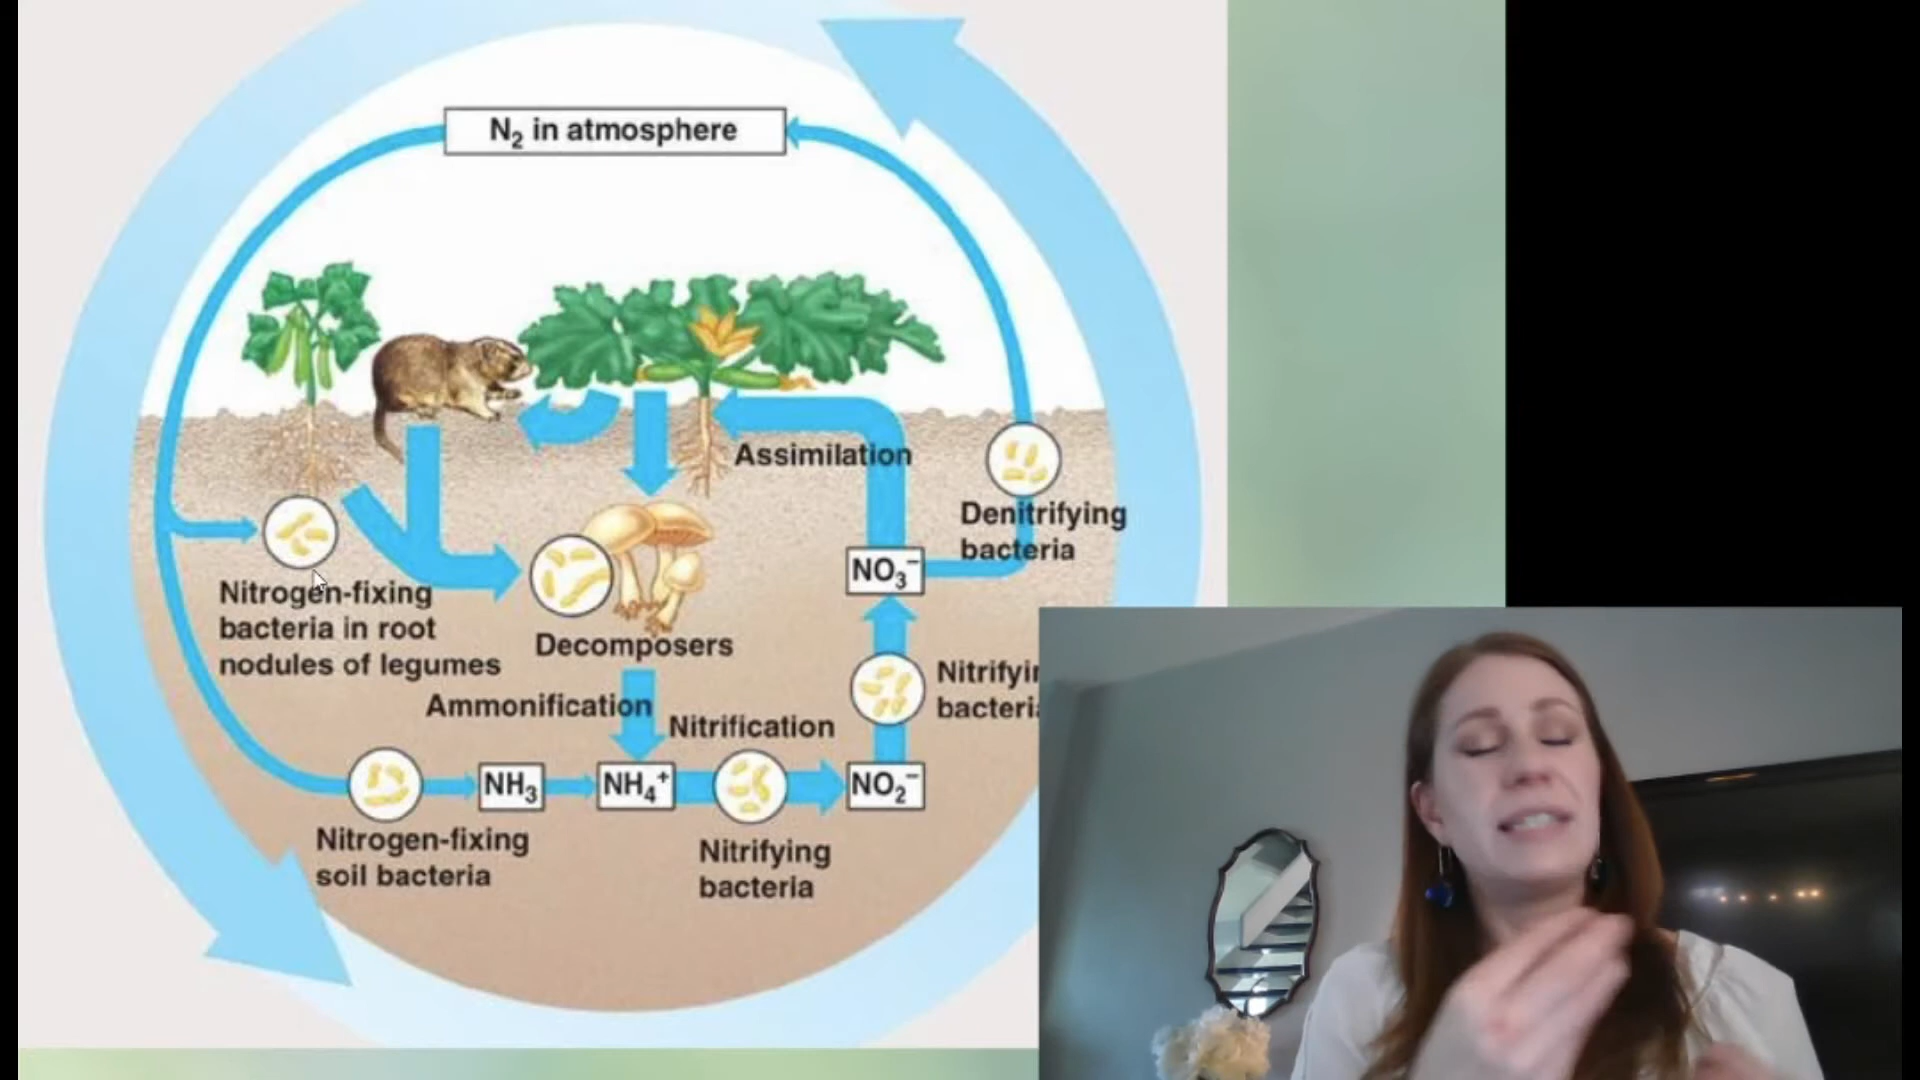 N₂ in atmosphere
Assimilation
Denitrifying
bacteria
NO₃⁻
Nitrogen-fixing
bacteria in root
nodules of legumes
Decomposers
Ammonification
Nitrification
NH₃
NH₄⁺
NO₂⁻
Nitrogen-fixing
soil bacteria
Nitrifying
bacteria